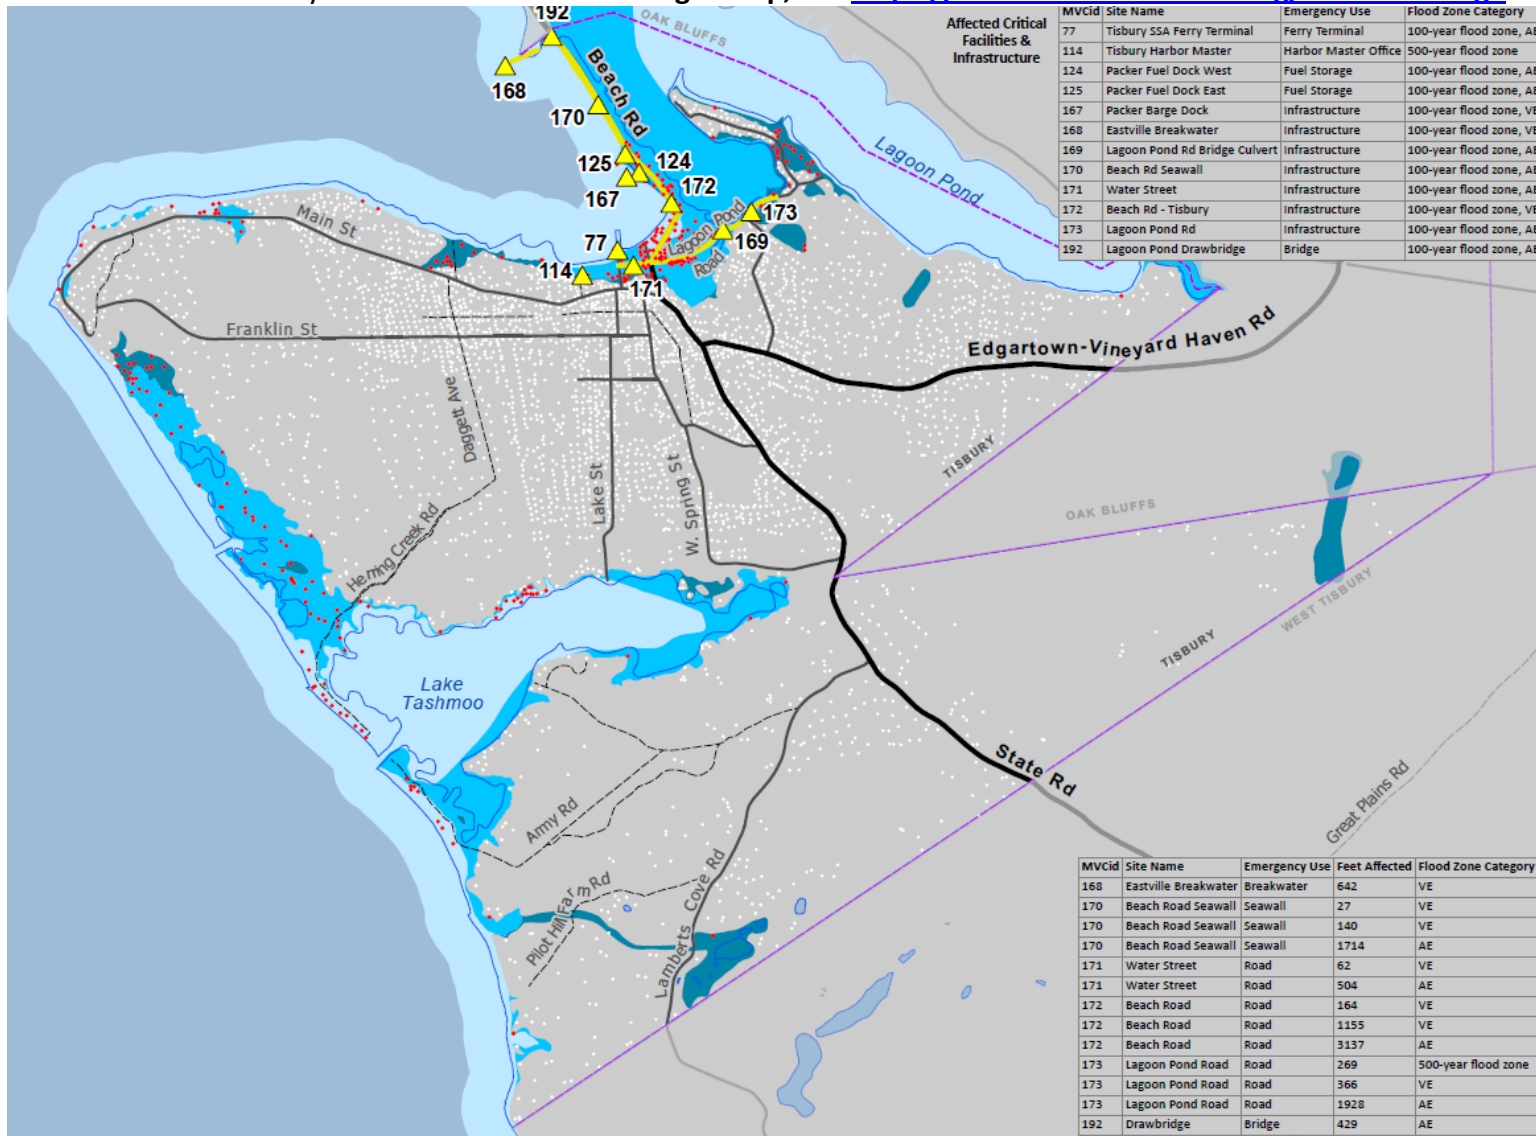 192
Affected Critical
Facilities &
Infrastructure
MVCid Site Name Emergency Use Flood Zone Category
77 Tisbury SSA Ferry Terminal Ferry Terminal 100-year flood zone, AE
114 Tisbury Harbor Master Harbor Master Office 500-year flood zone
124 Packer Fuel Dock West Fuel Storage 100-year flood zone, AE
125 Packer Fuel Dock East Fuel Storage 100-year flood zone, AE
167 Packer Barge Dock Infrastructure 100-year flood zone, VE
168 Eastville Breakwater Infrastructure 100-year flood zone, VE
169 Lagoon Pond Rd Bridge Culvert Infrastructure 100-year flood zone, AE
170 Beach Rd Seawall Infrastructure 100-year flood zone, AE
171 Water Street Infrastructure 100-year flood zone, AE
172 Beach Rd - Tisbury Infrastructure 100-year flood zone, VE
173 Lagoon Pond Rd Infrastructure 100-year flood zone, AE
192 Lagoon Pond Drawbridge Bridge 100-year flood zone, AE
OAK BLUFFS
Beach Rd
168
170
Lagoon Pond
125
124
167
172
Main St
Lagoon Pond
Road
173
77
169
114
171
Franklin St
Edgartown-Vineyard Haven Rd
Daggett Ave
TISBURY
Lake St
W. Spring St
OAK BLUFFS
Herring Creek Rd
WEST TISBURY
TISBURY
Lake
Tashmoo
State Rd
Army Rd
Great Plains Rd
Pilot Hill Farm Rd
Lamberts Cove Rd
MVCid Site Name Emergency Use Feet Affected Flood Zone Category
168 Eastville Breakwater Breakwater 642 VE
170 Beach Road Seawall Seawall 27 VE
170 Beach Road Seawall Seawall 140 VE
170 Beach Road Seawall Seawall 1714 AE
171 Water Street Road 62 VE
171 Water Street Road 504 AE
172 Beach Road Road 164 VE
172 Beach Road Road 1155 VE
172 Beach Road Road 3137 AE
173 Lagoon Pond Road Road 269 500-year flood zone
173 Lagoon Pond Road Road 366 VE
173 Lagoon Pond Road Road 1928 AE
192 Drawbridge Bridge 429 AE